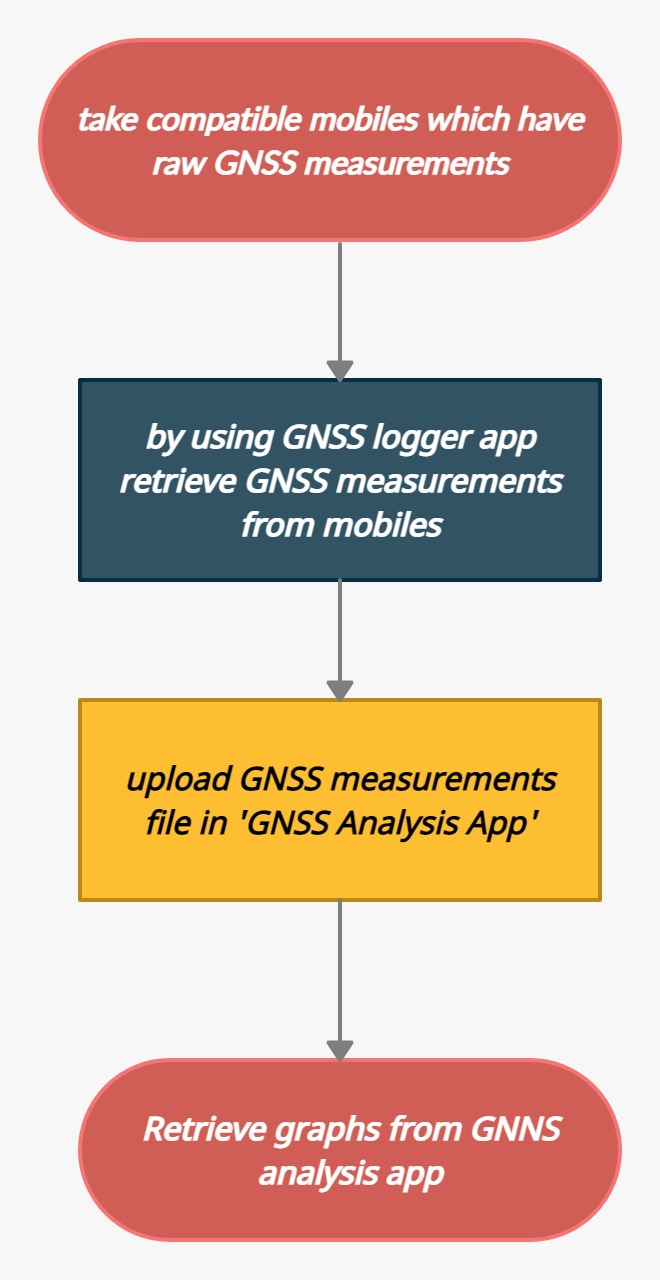 take compatible mobiles which have
raw GNSS measurements
by using GNSS logger app
retrieve GNSS measurements
from mobiles
upload GNSS measurements
file in 'GNSS Analysis App'
Retrieve graphs from GNNS
analysis app